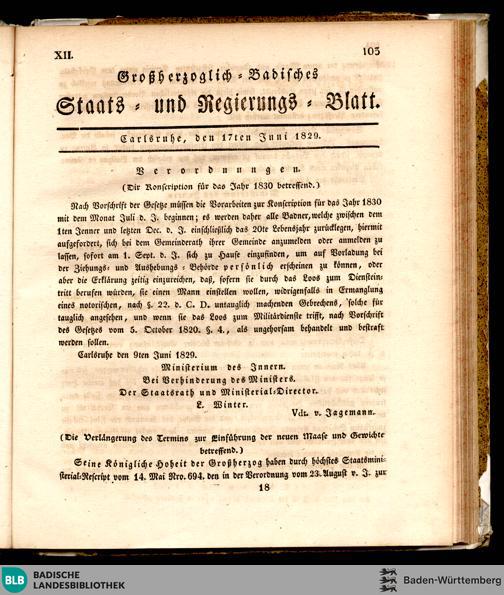 XII.
103
Großherzoglich - Badisches
Staats - und Regierungs - Blatt.
Carlsruhe, den 17ten Juni 1829.
Verordnungen.
(Die Konscription für das Jahr 1830 betreffend.)
Nach Vorschrift der Gesetze müssen die Vorarbeiten zur Konscription für das Jahr 1830
mit dem Monat Juli d. J. beginnen; es werden daher alle Badner, welche zwischen dem
1ten Jenner und letzten Dec. d. J. einschließlich das 20te Lebensjahr zurücklegen, hiermit
aufgefordert, sich bei dem Gemeinderath ihrer Gemeinde anzumelden oder anmelden zu
lassen, sofort am 1. Sept. d. J. sich zu Hause einzufinden, um auf Vorladung bei
der Ziehungs- und Aushebungs - Behörde persönlich erscheinen zu können, oder
aber die Erklärung zeitig einzureichen, daß, sofern sie durch das Loos zum Dienstein-
tritt berufen würden, sie einen Mann einstellen wollen, widrigenfalls in Ermanglung
eines notorischen, nach §. 22. d. C. D. untauglich machenden Gebrechens, solche für
tauglich angesehen, und wenn sie das Loos zum Militärdienste trifft, nach Vorschrift
des Gesetzes vom 5. October 1820. §. 4., als ungehorsam behandelt und bestraft
werden sollen.
Carlsruhe den 9ten Juni 1829.
Ministerium des Innern.
Bei Verhinderung des Ministers.
Der Staatsrath und Ministerial-Director.
L. Winter.
Vdt. v. Jagemann.
(Die Verlängerung des Termins zur Einführung der neuen Maase und Gewichte
betreffend.)
Seine Königliche Hoheit der Großherzog haben durch höchstes Staatsmini-
sterial-Rescript vom 14. Mai Nro. 694. den in der Verordnung vom 23. August v. J. zur
18
BLB
BADISCHE
LANDESBIBLIOTHEK
Baden-Württemberg